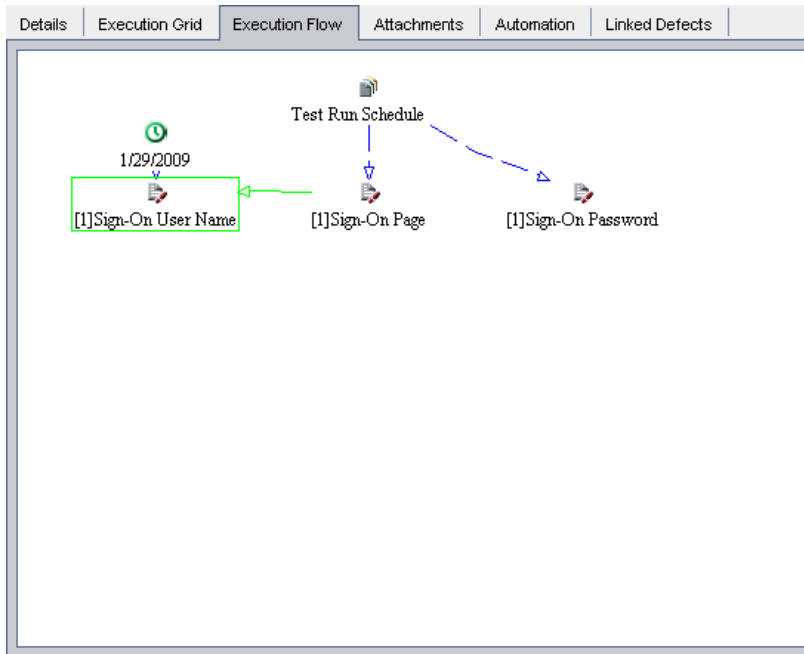 Details Execution Grid Execution Flow Attachments Automation Linked Defects
Test Run Schedule
1/29/2009
[1]Sign-On User Name [1]Sign-On Page [1]Sign-On Password